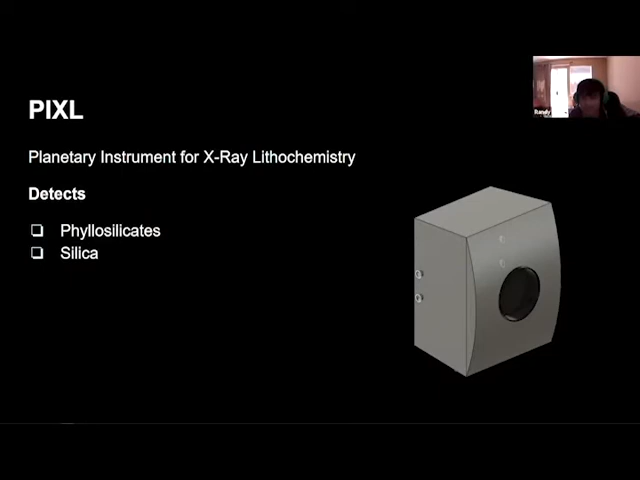 PIXL
Randy
Planetary Instrument for X-Ray Lithochemistry
Detects
❏ Phyllosilicates
❏ Silica